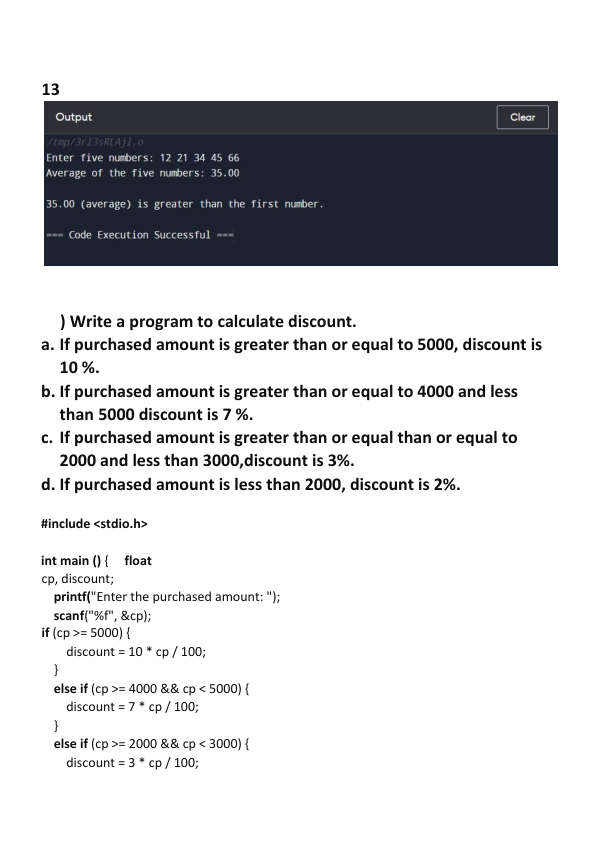 13
Output
Clear
/tmp/3rl3sRLAjl.o
Enter five numbers: 12 21 34 45 66
Average of the five numbers: 35.00
35.00 (average) is greater than the first number.
=== Code Execution Successful ===
) Write a program to calculate discount.
a. If purchased amount is greater than or equal to 5000, discount is
10 %.
b. If purchased amount is greater than or equal to 4000 and less
than 5000 discount is 7 %.
c. If purchased amount is greater than or equal than or equal to
2000 and less than 3000,discount is 3%.
d. If purchased amount is less than 2000, discount is 2%.
#include <stdio.h>
int main () { float
cp, discount;
printf("Enter the purchased amount: ");
scanf("%f", &cp);
if (cp >= 5000) {
discount = 10 * cp / 100;
}
else if (cp >= 4000 && cp < 5000) {
discount = 7 * cp / 100;
}
else if (cp >= 2000 && cp < 3000) {
discount = 3 * cp / 100;